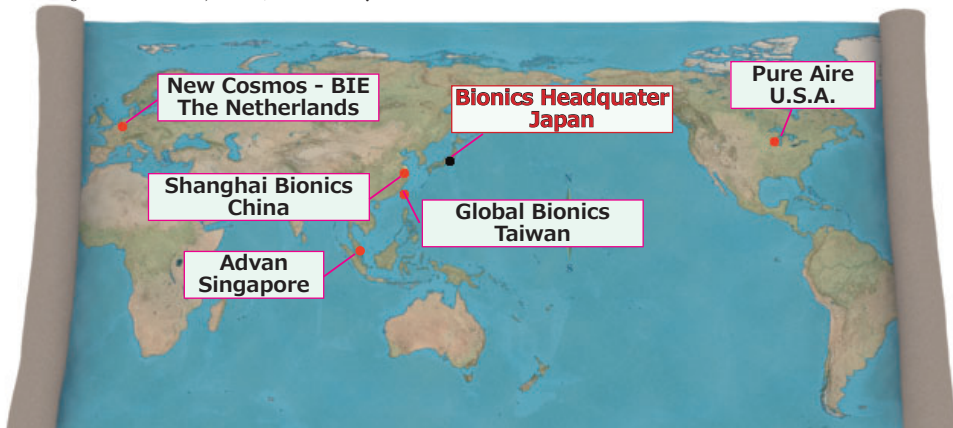 New Cosmos - BIE
The Netherlands
Bionics Headquater
Japan
Pure Aire
U.S.A.
Shanghai Bionics
China
Global Bionics
Taiwan
Advan
Singapore
N
S